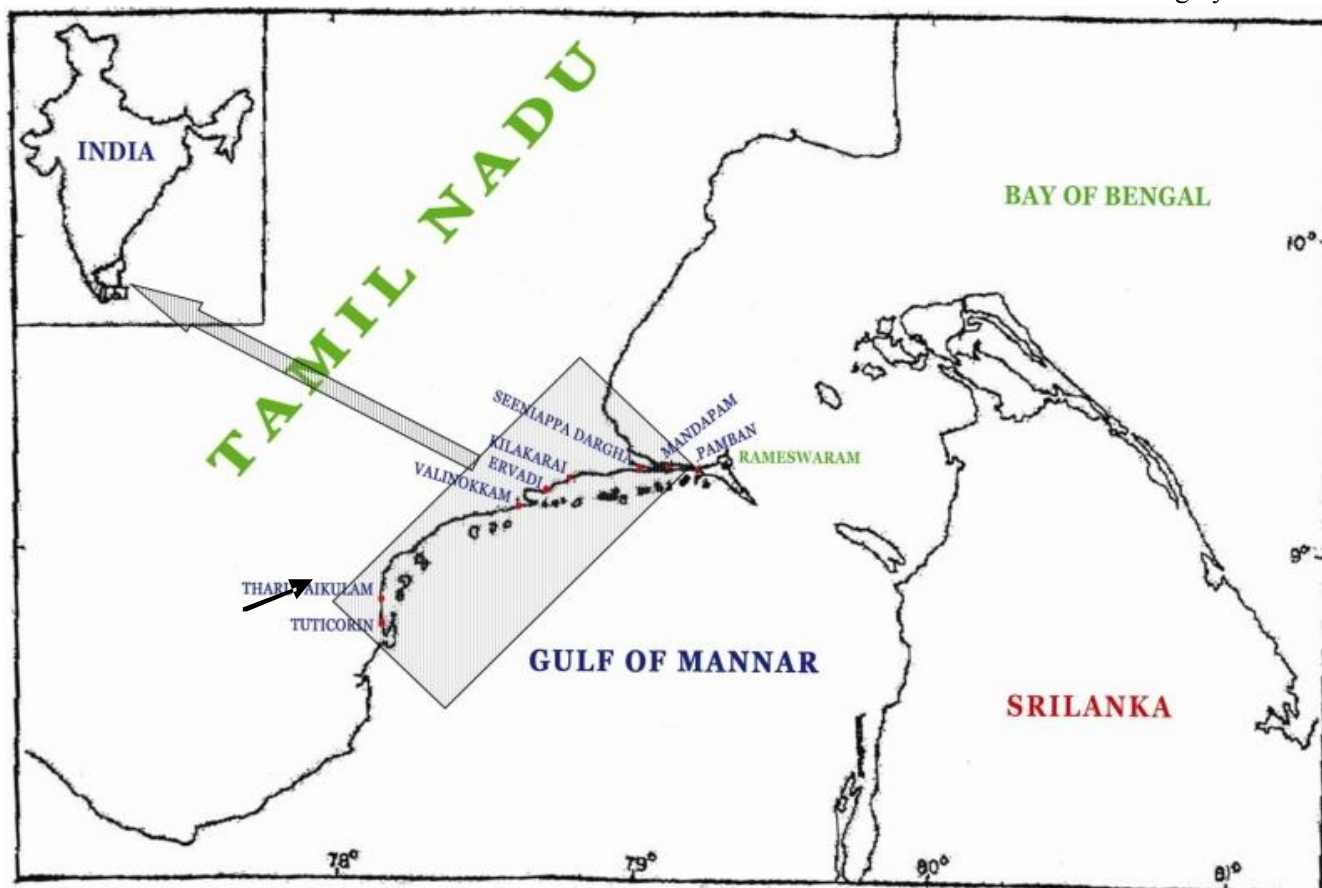 INDIA
TAMIL NADU
BAY OF BENGAL
10°
SEENIAPPA DARGHA
MANDAPAM
PAMBAN
KILAKARAI
RAMESWARAM
ERVADI
VALINOKKAM
9°
TUTICORIN
GULF OF MANNAR
SRILANKA
78°
79°
80°
81°